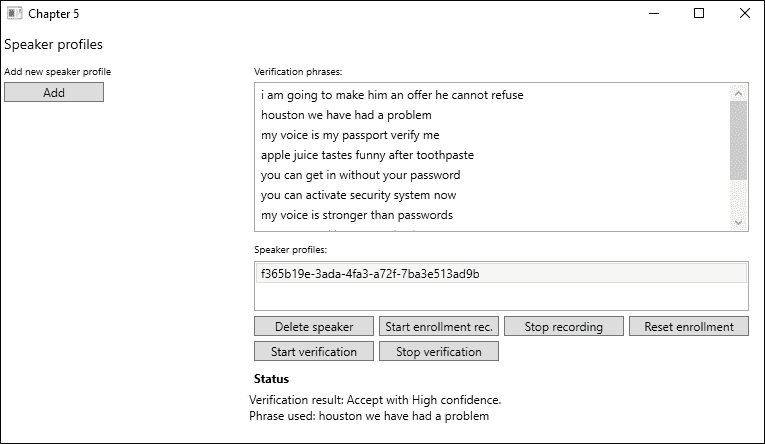 Chapter 5
Speaker profiles
Add new speaker profile
Add
Verification phrases:
i am going to make him an offer he cannot refuse
houston we have had a problem
my voice is my passport verify me
apple juice tastes funny after toothpaste
you can get in without your password
you can activate security system now
my voice is stronger than passwords
Speaker profiles:
f365b19e-3ada-4fa3-a72f-7ba3e513ad9b
Delete speaker
Start enrollment rec.
Stop recording
Reset enrollment
Start verification
Stop verification
Status
Verification result: Accept with High confidence.
Phrase used: houston we have had a problem